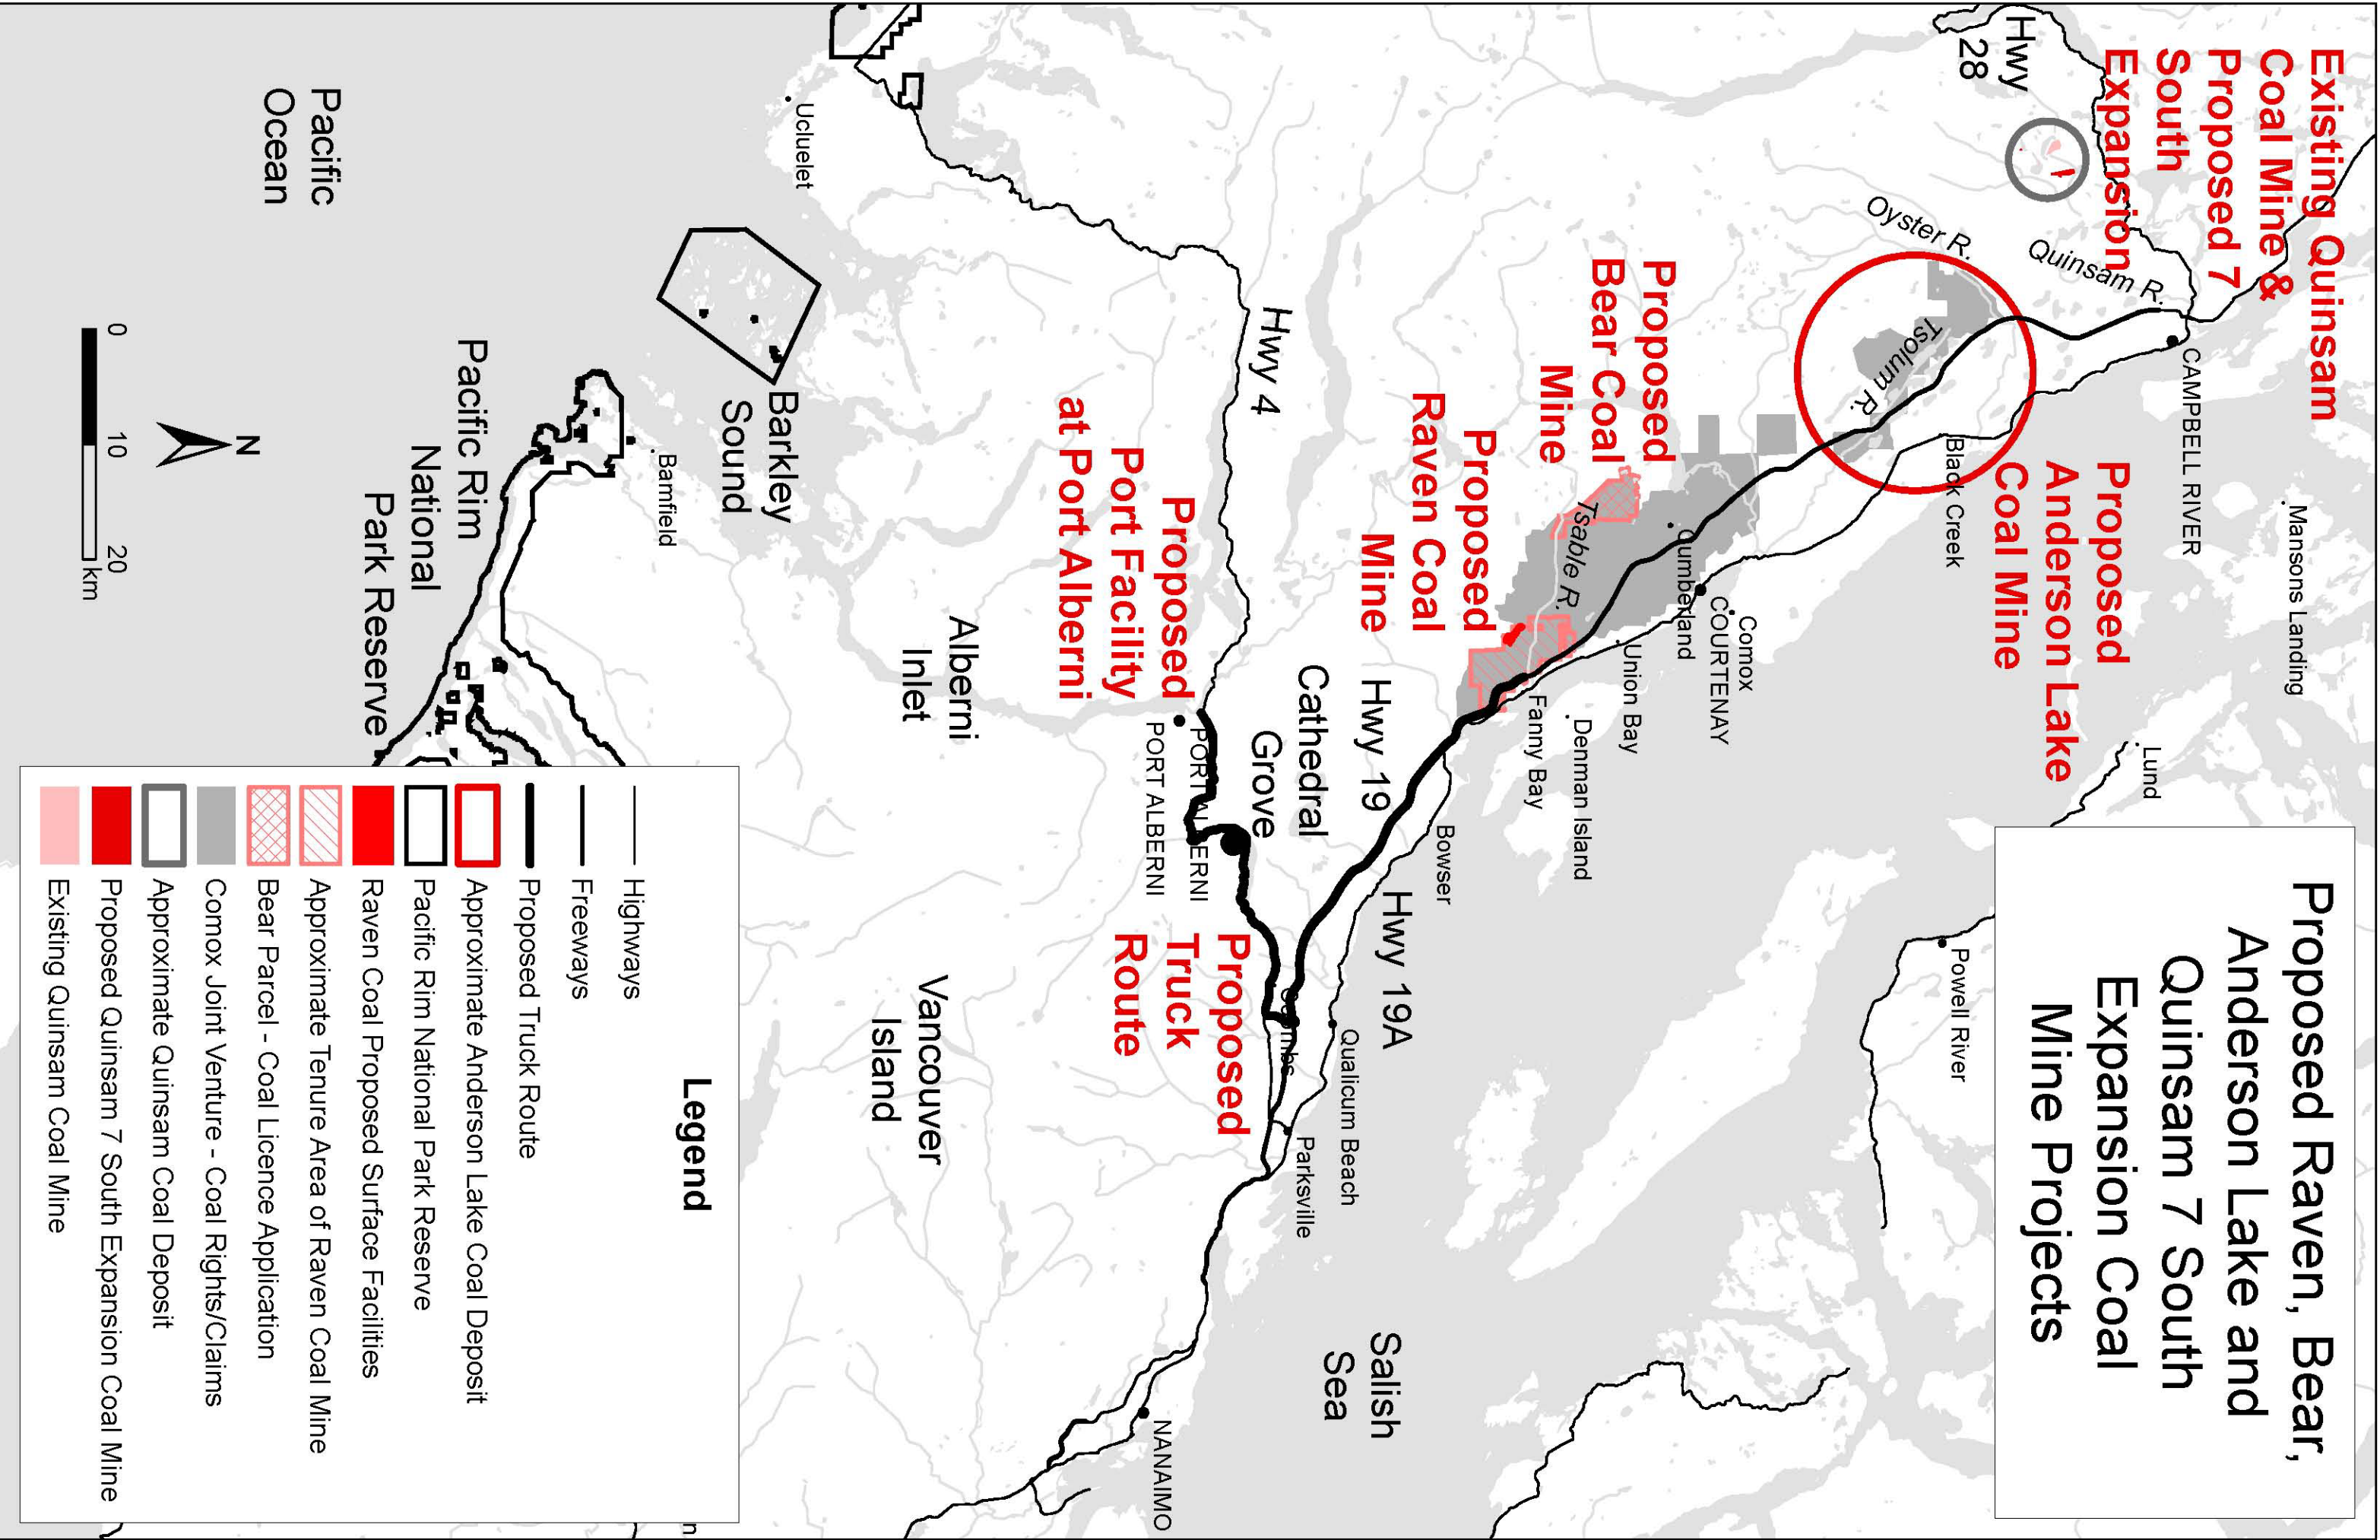 Proposed Raven, Bear,
Anderson Lake and
Quinsam 7 South
Expansion Coal
Mine Projects
Existing Quinsam
Coal Mine &
Proposed 7
South
Expansion
Hwy
28
Quinsam R.
Oyster R.
CAMPBELL RIVER
Mansons Landing
Lund
Powell River
Proposed
Anderson Lake
Coal Mine
Black Creek
Tsolum R.
Proposed
Bear Coal
Mine
Comox
COURTENAY
Cumberland
Union Bay
Denman Island
Fanny Bay
Tsable R.
Proposed
Raven Coal
Mine
Bowser
Hwy 19
Hwy 19A
Cathedral
Grove
Hwy 4
Qualicum Beach
Parksville
Coombs
Salish
Sea
Proposed
Port Facility
at Port Alberni
PORT ALBERNI
PORT ALBERNI
Proposed
Truck
Route
NANAIMO
Alberni
Inlet
Vancouver
Island
Ucluelet
Barkley
Sound
Bamfield
Pacific
Ocean
Pacific Rim
National
Park Reserve
N
0 10 20
km
Legend
Highways
Freeways
Proposed Truck Route
Approximate Anderson Lake Coal Deposit
Pacific Rim National Park Reserve
Raven Coal Proposed Surface Facilities
Approximate Tenure Area of Raven Coal Mine
Bear Parcel - Coal Licence Application
Comox Joint Venture - Coal Rights/Claims
Approximate Quinsam Coal Deposit
Proposed Quinsam 7 South Expansion Coal Mine
Existing Quinsam Coal Mine
n